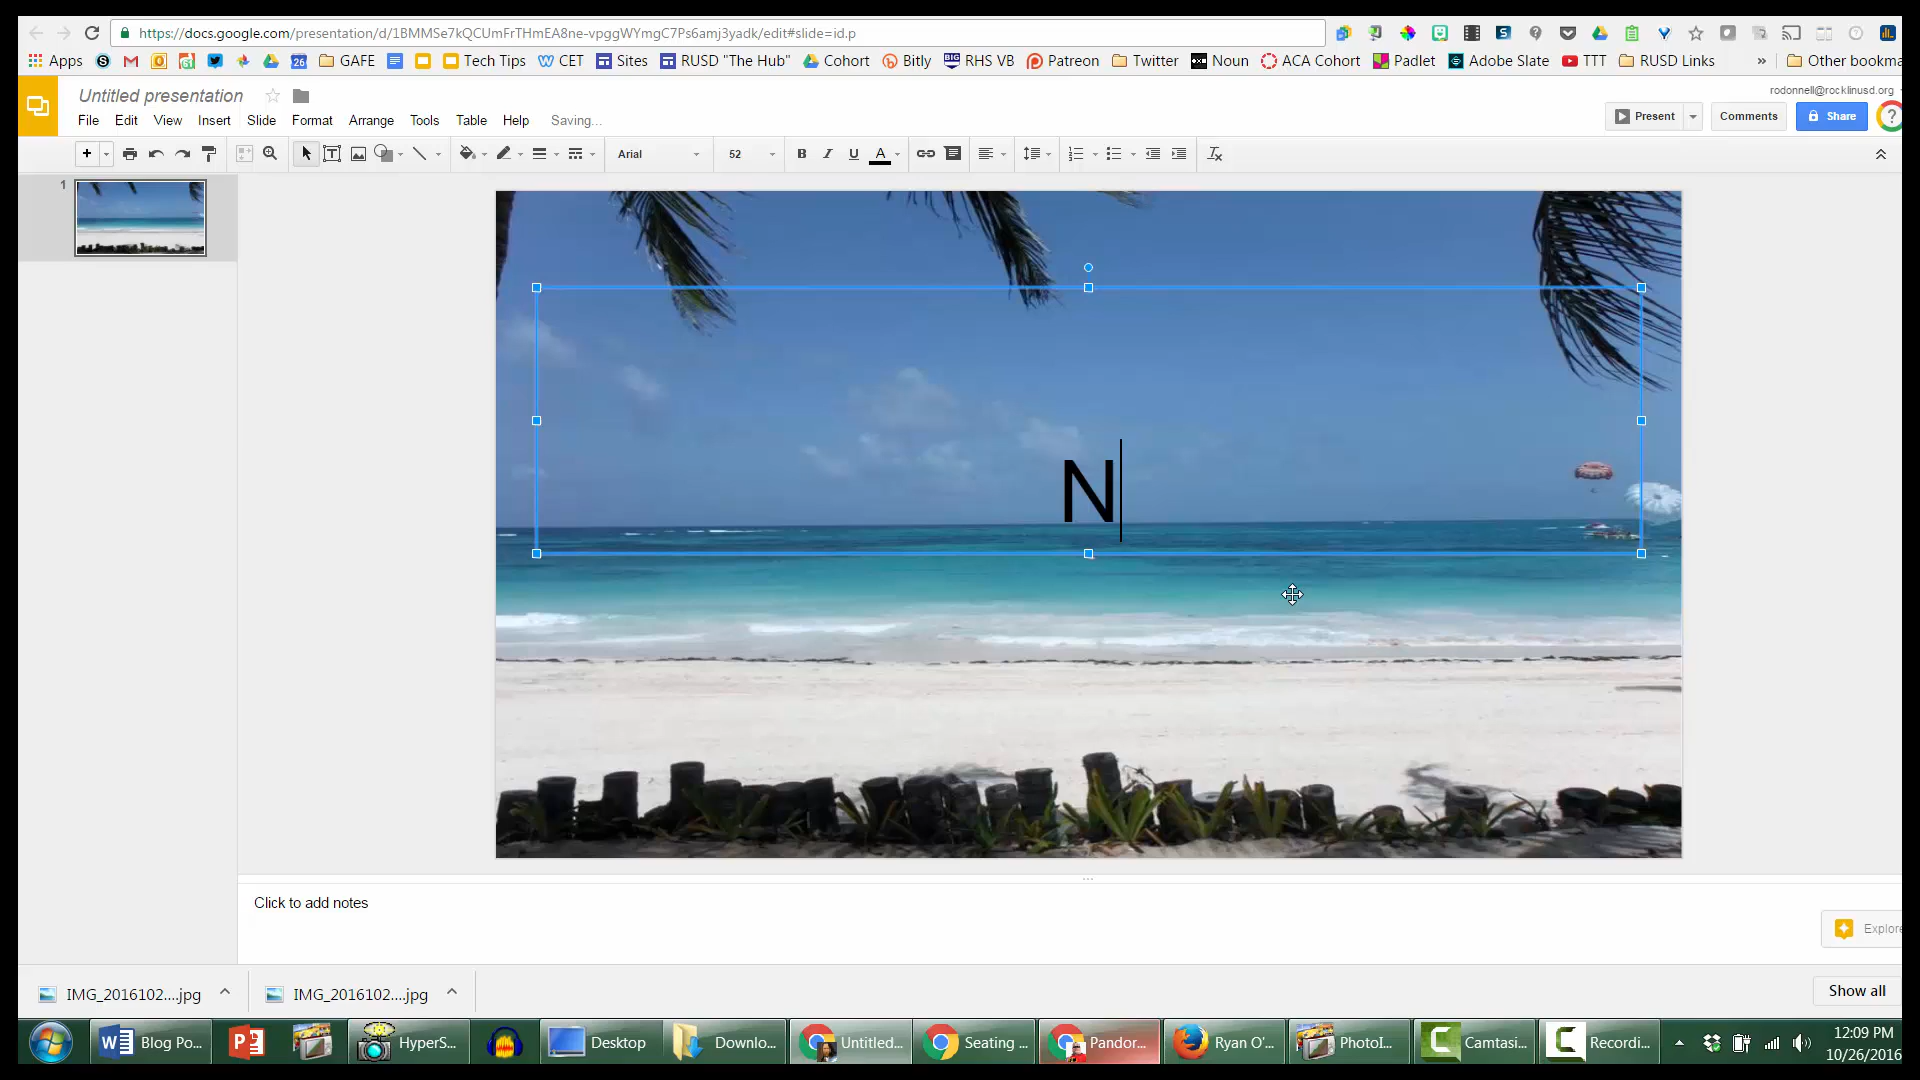 https://docs.google.com/presentation/d/1BMMSe7kQCUmFrTHmEA8ne-vpggWYmgC7Ps6amj3yadk/edit#slide=id.p
Apps 26 GAFE Tech Tips CET Sites RUSD "The Hub" Cohort Bitly BIG RHS VB Patreon Twitter Noun ACA Cohort Padlet Adobe Slate TTT RUSD Links » Other bookma
Untitled presentation rodonnell@rocklinusd.org
File Edit View Insert Slide Format Arrange Tools Table Help Saving... Present Comments Share
Arial 52 B I U A
1
N
Click to add notes
Explore
IMG_2016102....jpg IMG_2016102....jpg Show all
Blog Po... HyperS... Desktop Downlo... Untitled... Seating ... Pandor... Ryan O'... PhotoI... Camtasi... Recordi... 12:09 PM
10/26/2016